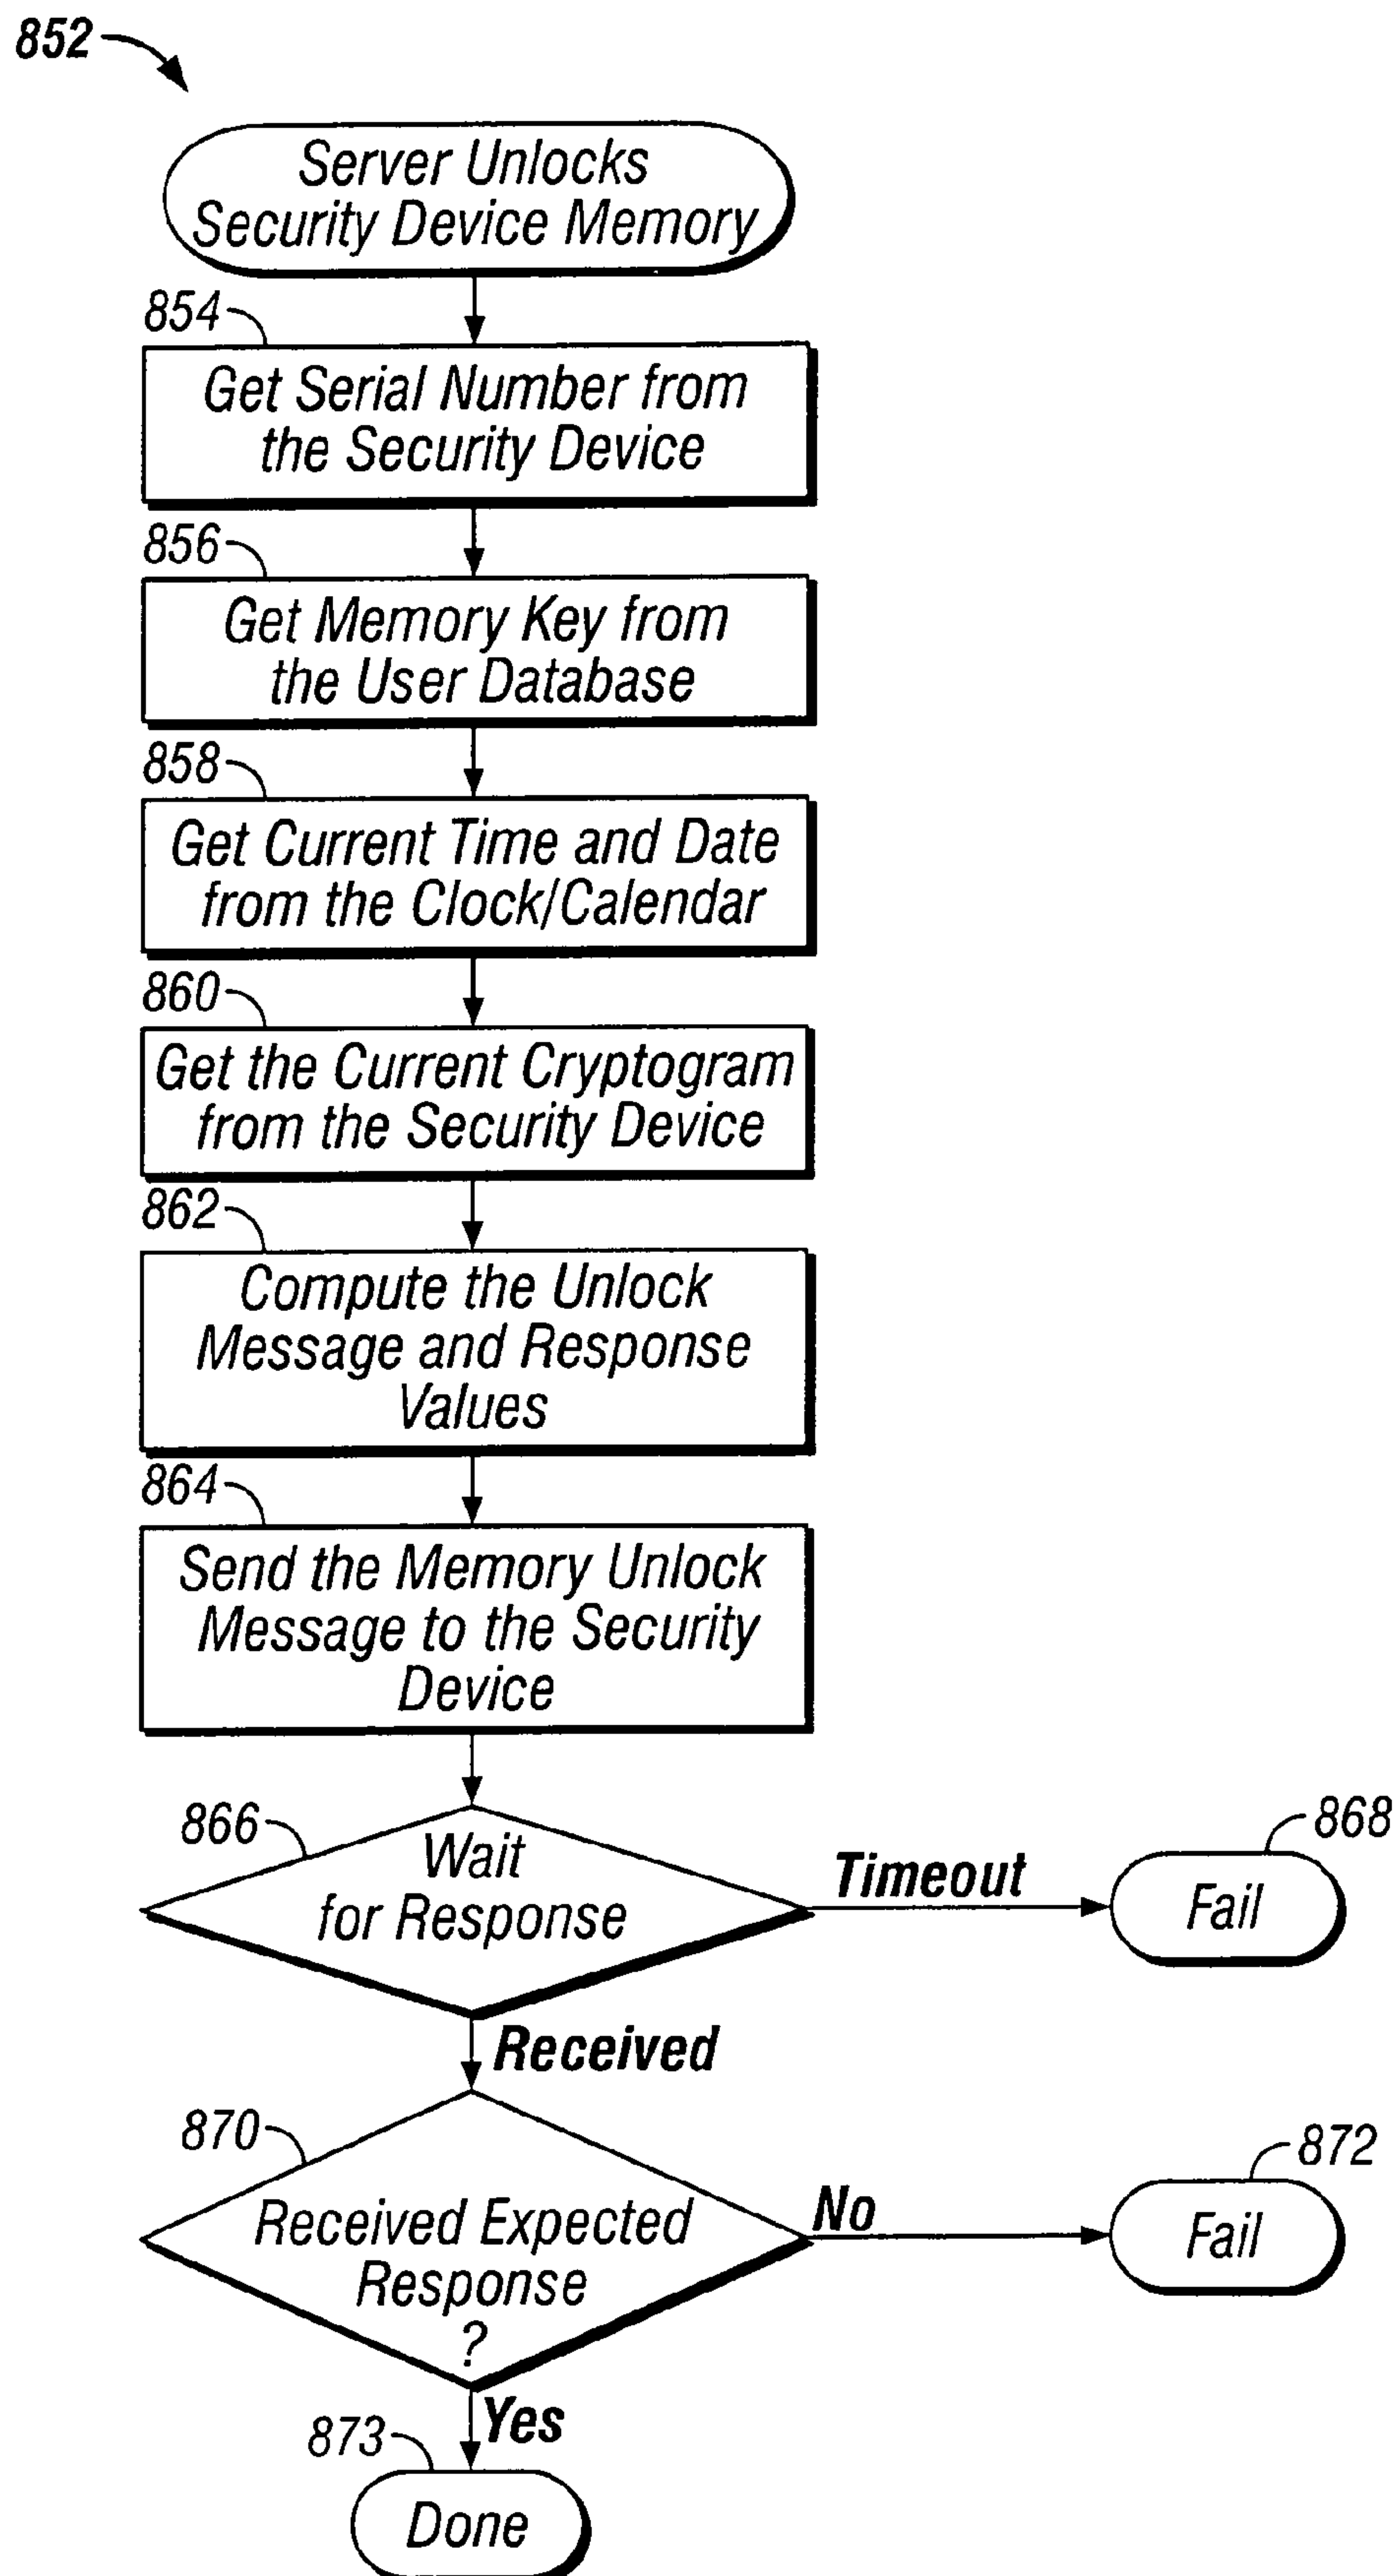 852
Server Unlocks
Security Device Memory
854
Get Serial Number from
the Security Device
856
Get Memory Key from
the User Database
858
Get Current Time and Date
from the Clock/Calendar
860
Get the Current Cryptogram
from the Security Device
862
Compute the Unlock
Message and Response
Values
864
Send the Memory Unlock
Message to the Security
Device
866
Wait
for Response
Timeout
868
Fail
Received
870
Received Expected
Response
?
No
872
Fail
Yes
873
Done